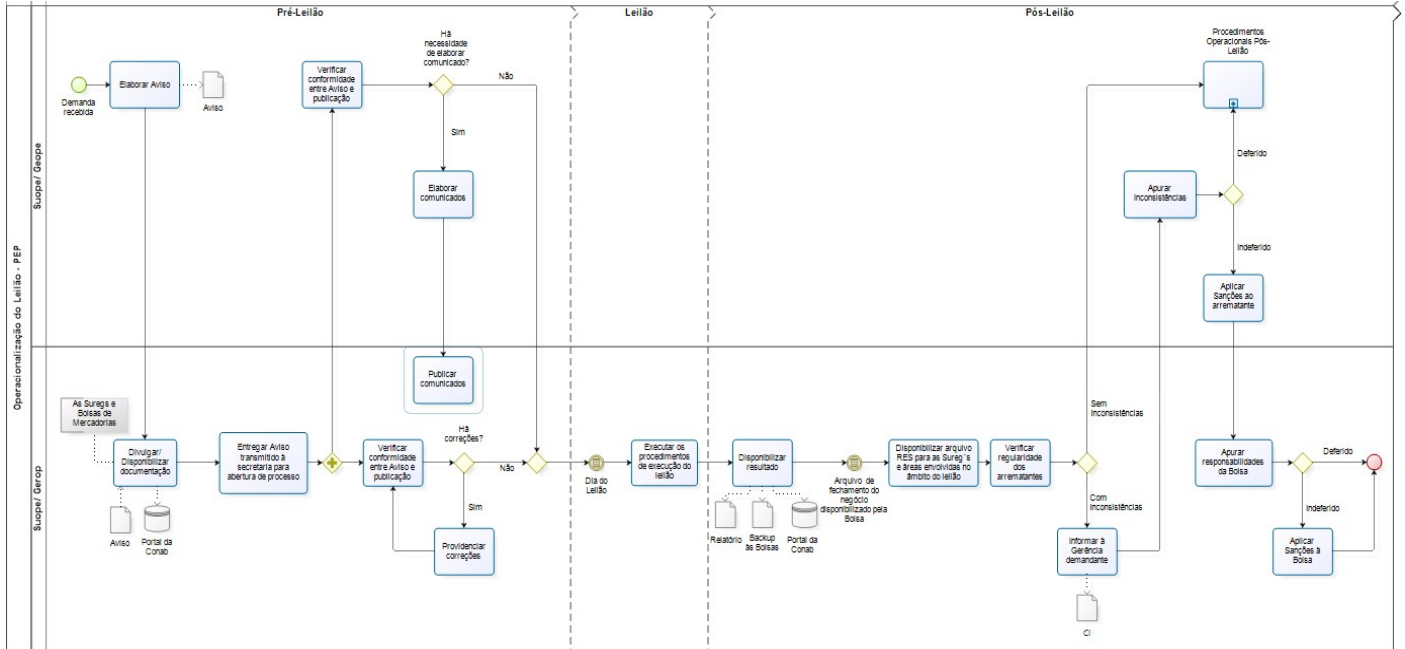 Pré-Leilão
Leilão
Pós-Leilão
Operacionalização do Leilão - PEP
Suope/ Geope
Demanda
recebida
Elaborar Aviso
Aviso
Verificar
conformidade
entre Aviso e
publicação
Há
necessidade
de elaborar
comunicado?
Não
Sim
Elaborar
comunicados
Procedimentos
Operacionais Pós-
Leilão
Deferido
Apurar
Inconsistências
Indeferido
Aplicar
Sanções ao
arrematante
Suope/ Gerop
As Suregs e
Bolsas de
Mercadorias
Divulgar/
Disponibilizar
documentação
Aviso
Portal da
Conab
Entregar Aviso
transmitido à
secretaria para
abertura de processo
Verificar
conformidade
entre Aviso e
publicação
Publicar
comunicados
Há
correções?
Não
Sim
Providenciar
correções
Dia do
Leilão
Executar os
procedimentos
de execução do
leilão
Disponibilizar
resultado
Relatório
Backup
às Bolsas
Portal da
Conab
Arquivo de
fechamento do
negócio
disponibilizado pela
Bolsa
Disponibilizar arquivo
RES para as Sureg´s
e áreas envolvidas no
âmbito do leilão
Verificar
regularidade
dos
arrematantes
Sem
Inconsistências
Com
Inconsistências
Informar à
Gerência
demandante
CI
Apurar
responsabilidades
da Bolsa
Deferido
Indeferido
Aplicar
Sanções à
Bolsa